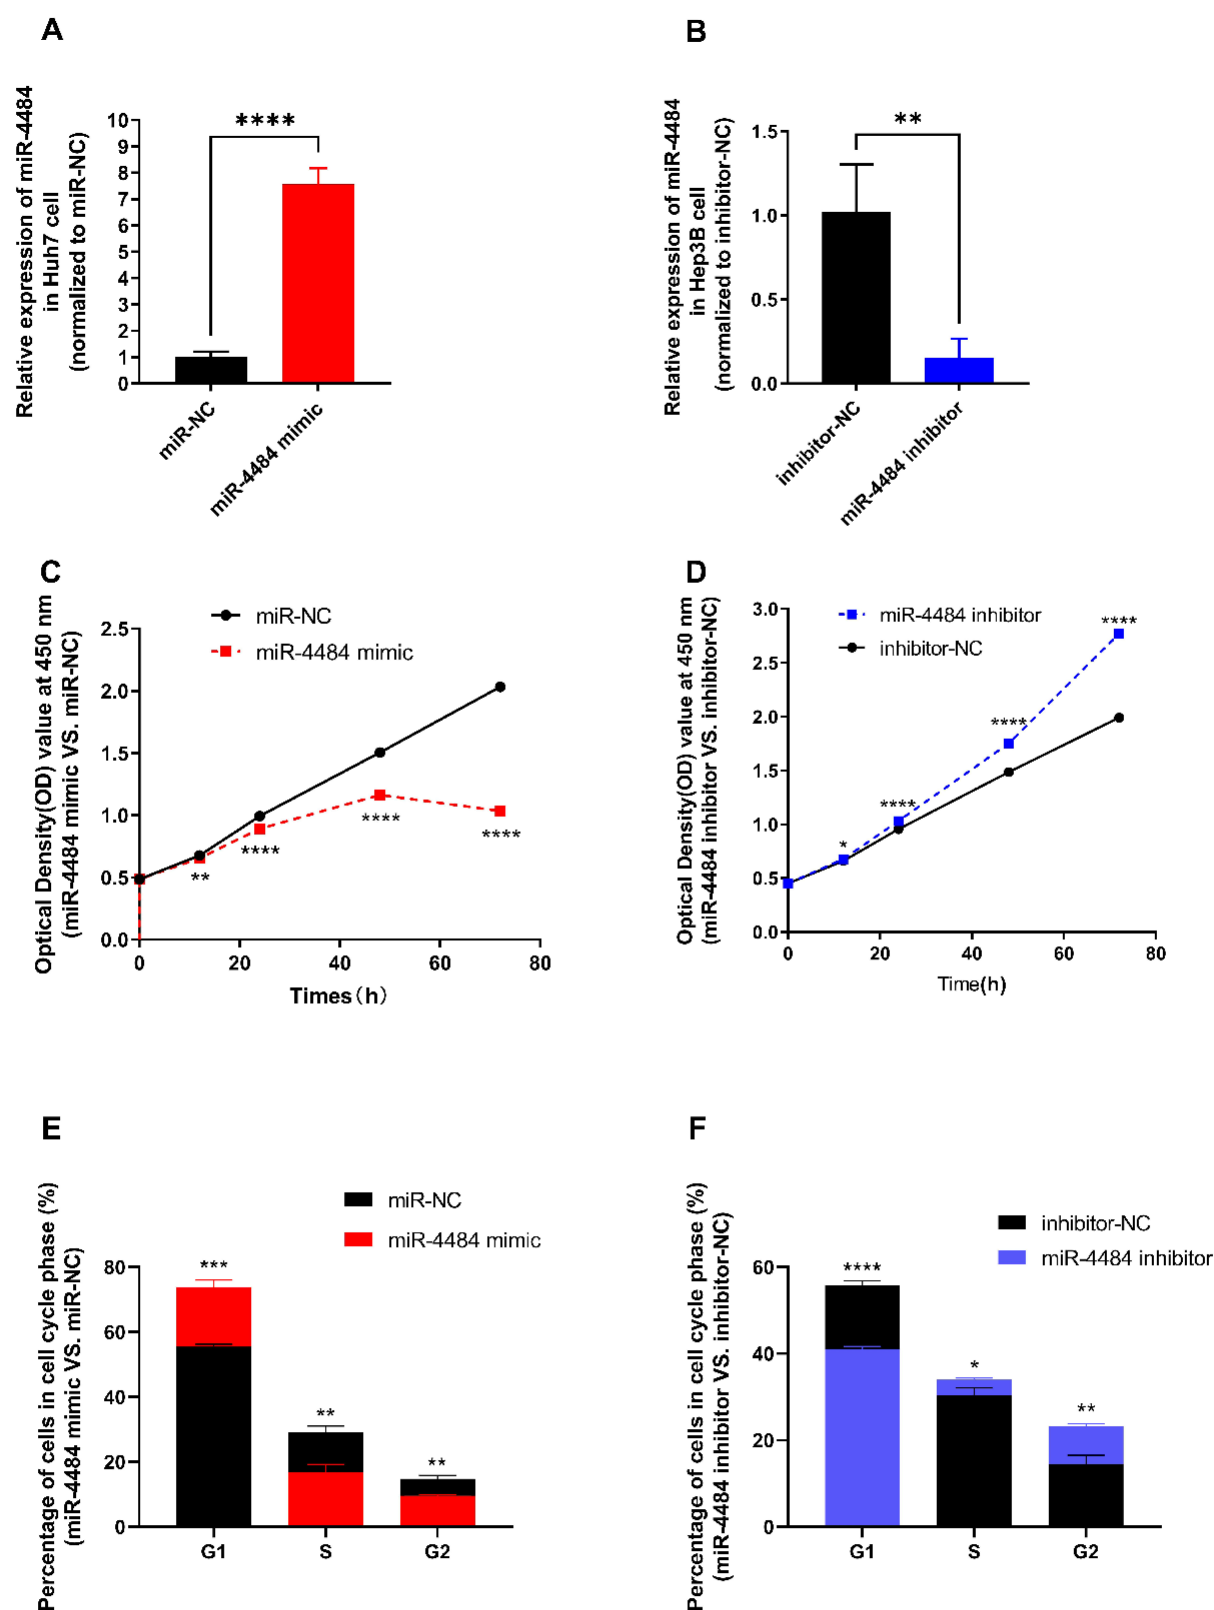 A
Relative expression of miR-4484
in Huh7 cell
(normalized to miR-NC)
10
9
8
7
6
5
4
3
2
1
0
****
miR-NC
miR-4484 mimic
B
Relative expression of miR-4484
in Hep3B cell
(normalized to inhibitor-NC)
1.5
1.0
0.5
0.0
**
inhibitor-NC
miR-4484 inhibitor
C
Optical Density(OD) value at 450 nm
(miR-4484 mimic VS. miR-NC)
miR-NC
miR-4484 mimic
2.5
2.0
1.5
1.0
0.5
0.0
**
****
****
****
0
20
40
60
80
Times(h)
D
Optical Density(OD) value at 450 nm
(miR-4484 inhibitor VS. inhibitor-NC)
miR-4484 inhibitor
inhibitor-NC
3.0
2.5
2.0
1.5
1.0
0.5
0.0
*
****
****
****
0
20
40
60
80
Time(h)
E
Percentage of cells in cell cycle phase (%)
(miR-4484 mimic VS. miR-NC)
miR-NC
miR-4484 mimic
80
60
40
20
0
***
**
**
G1
S
G2
F
Percentage of cells in cell cycle phase (%)
(miR-4484 inhibitor VS. inhibitor-NC)
inhibitor-NC
miR-4484 inhibitor
60
40
20
0
****
*
**
G1
S
G2